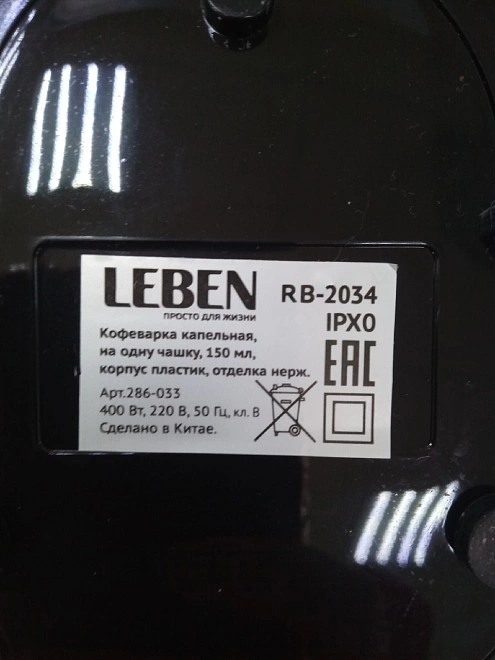 LEBEN
RB-2034
ПРОСТО ДЛЯ ЖИЗНИ
IPX0
Кофеварка капельная,
на одну чашку, 150 мл,
корпус пластик, отделка нерж.
EAC
Арт.286-033
400 Вт, 220 В, 50 Гц, кл. В
Сделано в Китае.